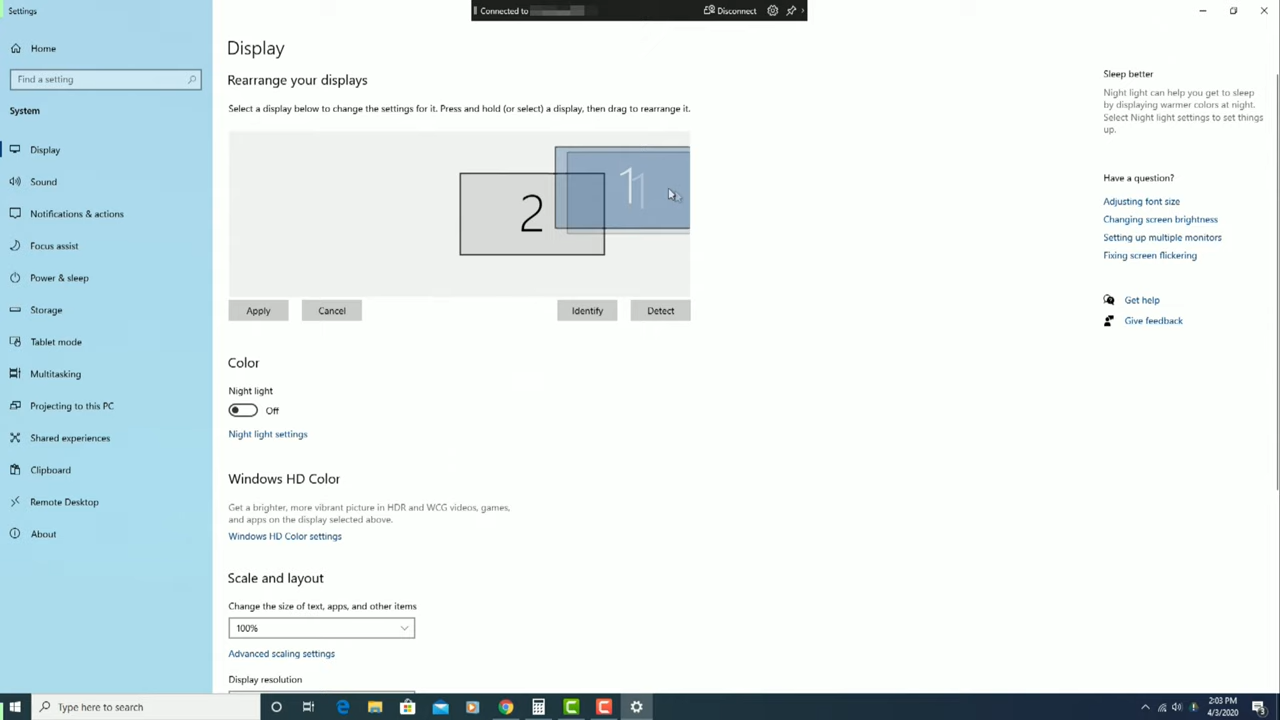 Settings
Connected to
Disconnect
Home
Find a setting
System
Display
Sound
Notifications & actions
Focus assist
Power & sleep
Storage
Tablet mode
Multitasking
Projecting to this PC
Shared experiences
Clipboard
Remote Desktop
About
Display
Rearrange your displays
Select a display below to change the settings for it. Press and hold (or select) a display, then drag to rearrange it.
2
1
1
Apply
Cancel
Identify
Detect
Color
Night light
Off
Night light settings
Windows HD Color
Get a brighter, more vibrant picture in HDR and WCG videos, games,
and apps on the display selected above.
Windows HD Color settings
Scale and layout
Change the size of text, apps, and other items
100%
Advanced scaling settings
Display resolution
Sleep better
Night light can help you get to sleep
by displaying warmer colors at night.
Select Night light settings to set things
up.
Have a question?
Adjusting font size
Changing screen brightness
Setting up multiple monitors
Fixing screen flickering
Get help
Give feedback
Type here to search
2:03 PM
4/3/2020